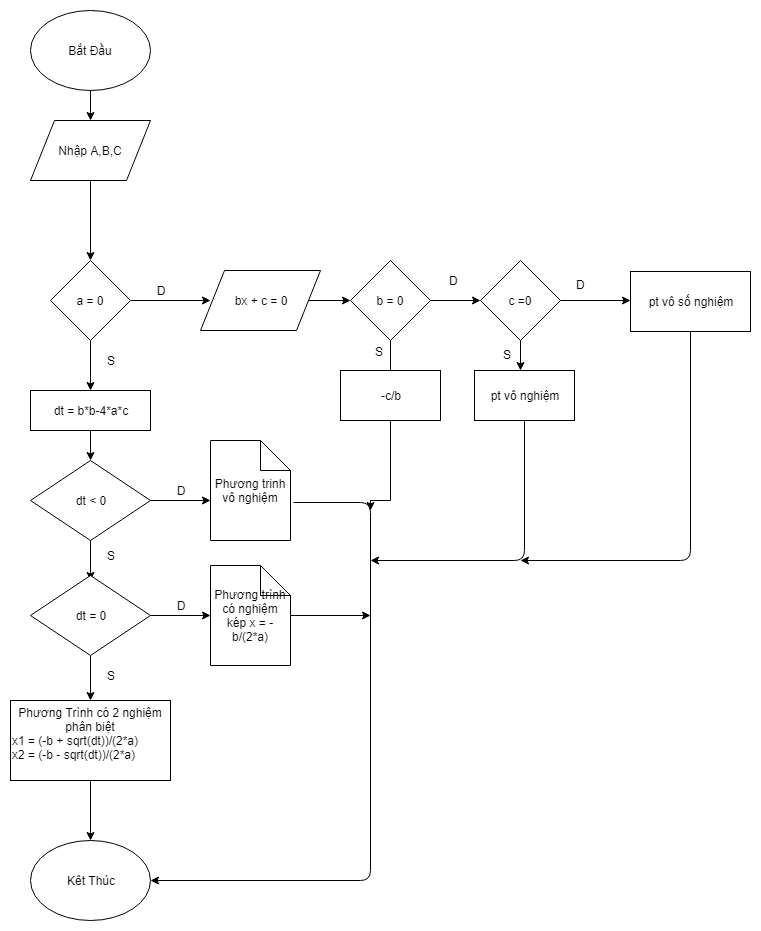 Bắt Đầu
Nhập A,B,C
a = 0
D
bx + c = 0
b = 0
D
c =0
D
pt vô số nghiệm
S
S
S
dt = b*b-4*a*c
-c/b
pt vô nghiệm
dt < 0
D
Phương trinh
vô nghiệm
S
dt = 0
D
Phương trình
có nghiệm
kép x = -
b/(2*a)
S
Phương Trình có 2 nghiệm
phân biệt
x1 = (-b + sqrt(dt))/(2*a)
x2 = (-b - sqrt(dt))/(2*a)
Kêt Thúc